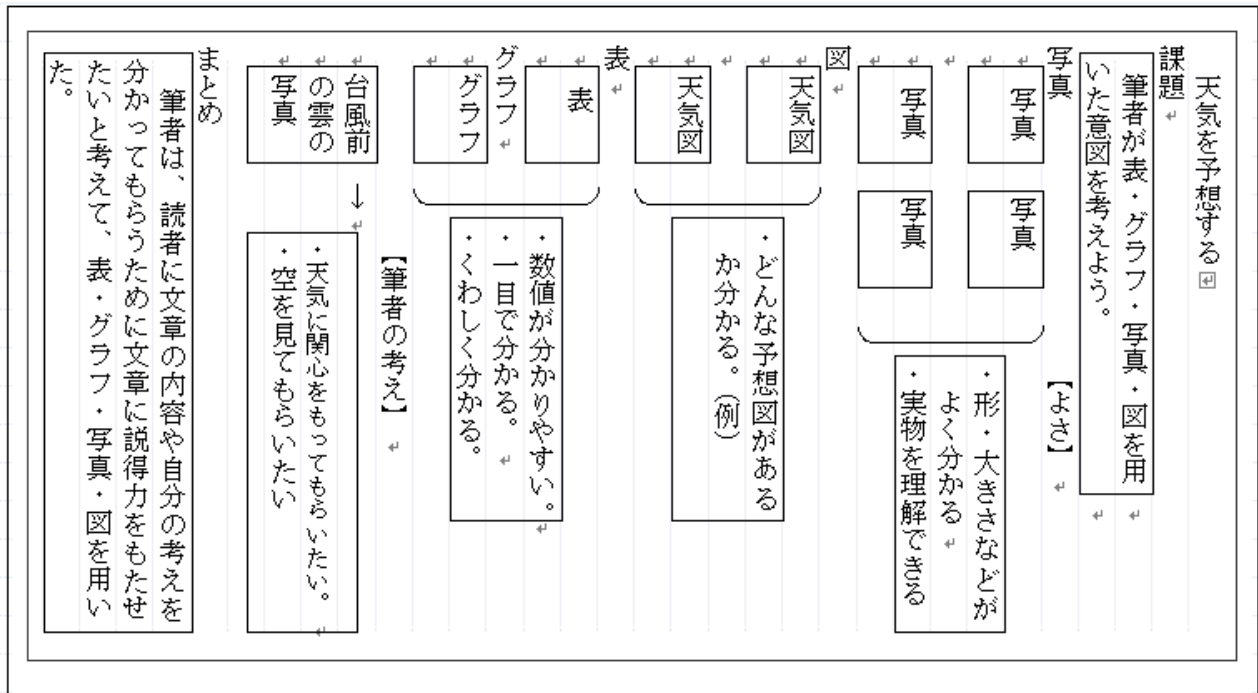 天気を予想する
課題
筆者が表・グラフ・写真・図を用
いた意図を考えよう。
【よさ】
写真
写真
写真
写真
写真
・形・大きさなどが
よく分かる
・実物を理解できる
図
天気図
天気図
・どんな予想図がある
か分かる。(例)
表
表
グラフ
グラフ
・数値が分かりやすい。
・一目で分かる。
・くわしく分かる。
【筆者の考え】
台風前
の雲の
写真
→
・天気に関心をもってもらいたい。
・空を見てもらいたい
まとめ
筆者は、読者に文章の内容や自分の考えを
分かってもらうために文章に説得力をもたせ
たいと考えて、表・グラフ・写真・図を用い
た。